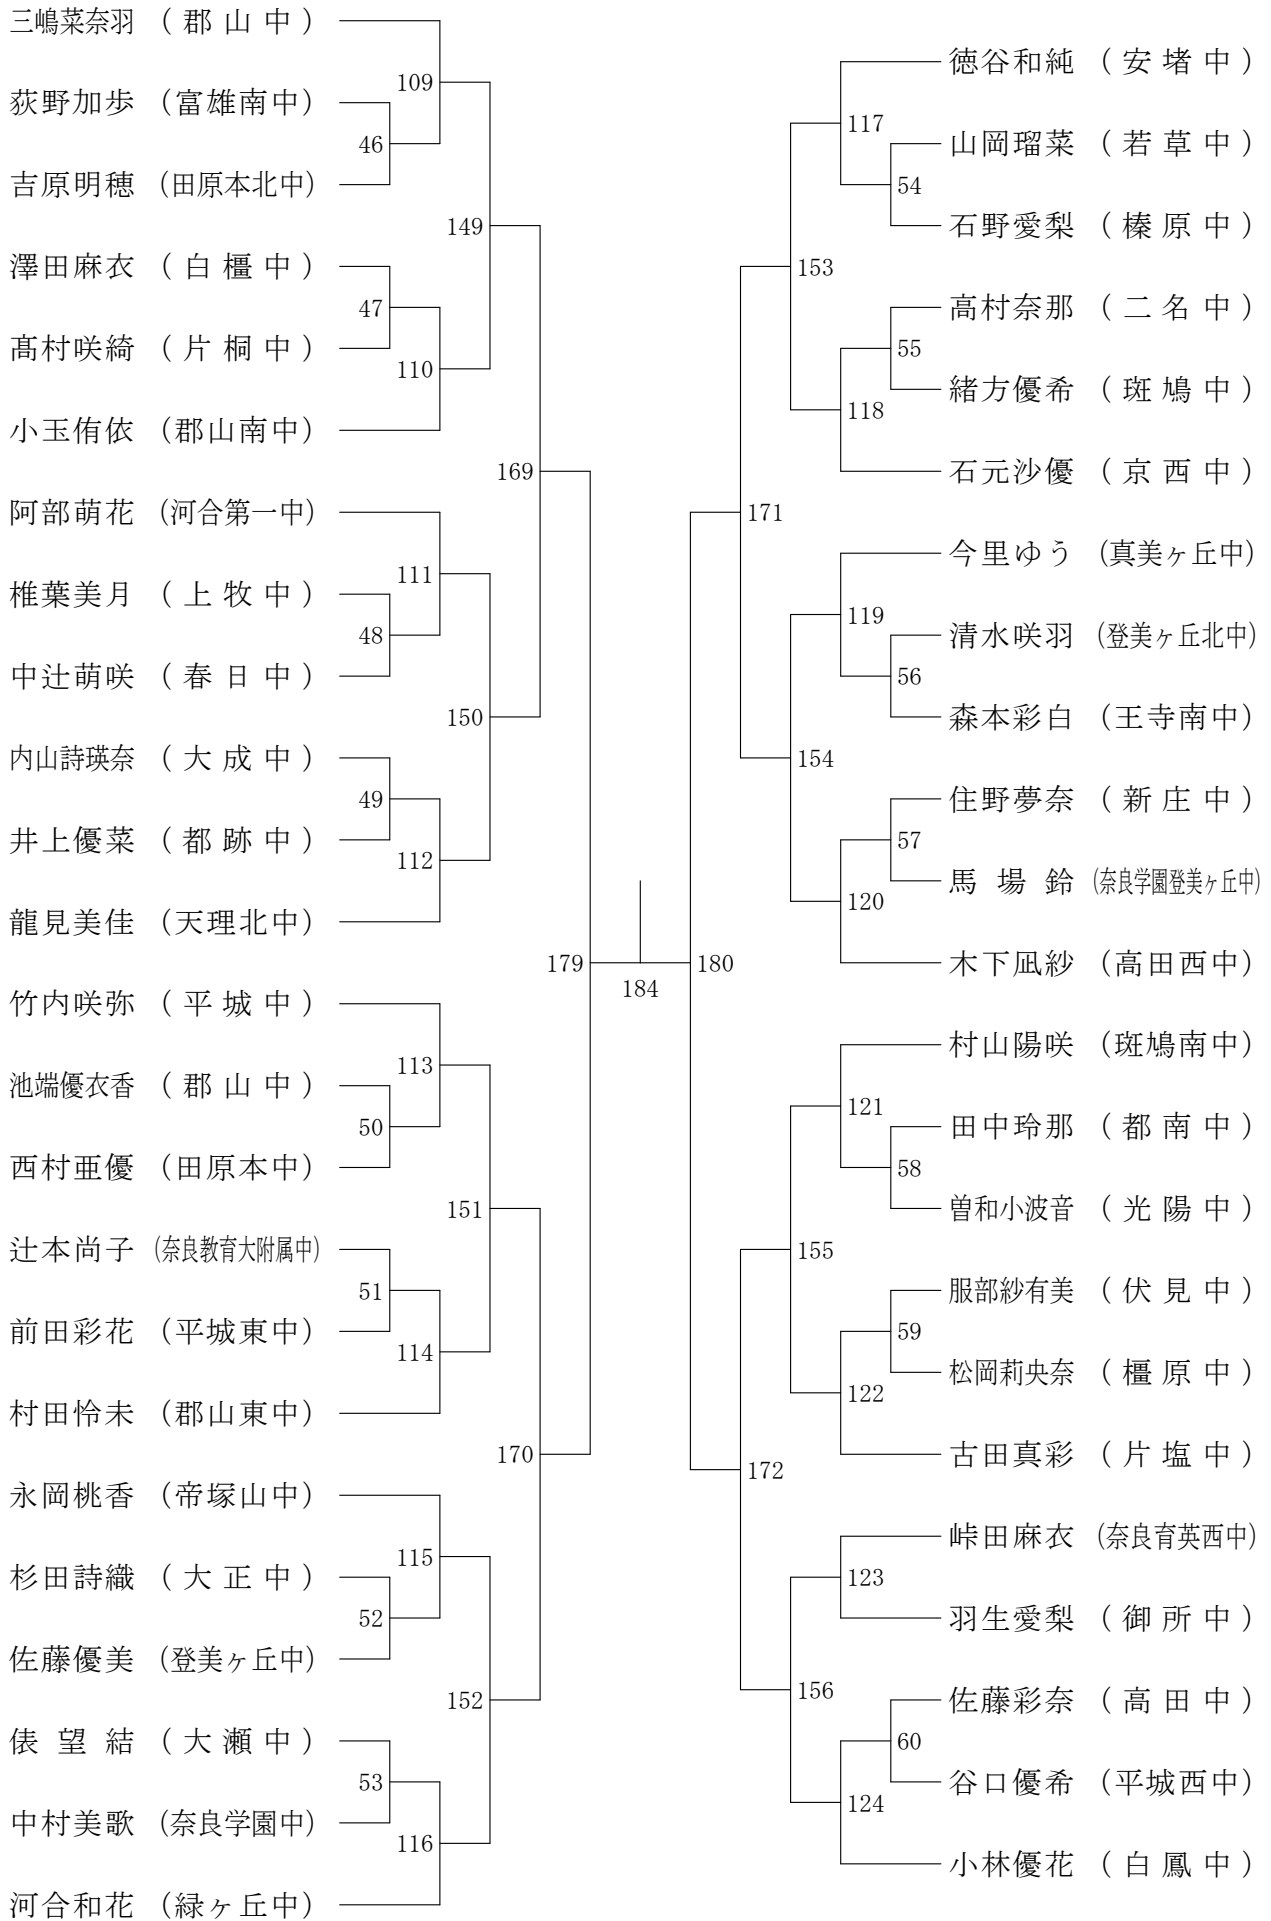 三嶋菜奈羽 （郡山中）
荻野加歩 （富雄南中）
吉原明穂 （田原本北中）
澤田麻衣 （白橿中）
髙村咲綺 （片桐中）
小玉侑依 （郡山南中）
阿部萌花 （河合第一中）
椎葉美月 （上牧中）
中辻萌咲 （春日中）
内山詩瑛奈 （大成中）
井上優菜 （都跡中）
龍見美佳 （天理北中）
竹内咲弥 （平城中）
池端優衣香 （郡山中）
西村亜優 （田原本中）
辻本尚子 （奈良教育大附属中）
前田彩花 （平城東中）
村田怜未 （郡山東中）
永岡桃香 （帝塚山中）
杉田詩織 （大正中）
佐藤優美 （登美ヶ丘中）
俵望結 （大瀬中）
中村美歌 （奈良学園中）
河合和花 （緑ヶ丘中）
109
46
149
47
110
169
111
48
150
49
112
179
113
50
151
51
114
170
115
52
152
53
116
184
180
117
54
153
55
118
171
119
56
154
57
120
121
58
155
59
122
172
123
156
60
124
徳谷和純 （安堵中）
山岡瑠菜 （若草中）
石野愛梨 （榛原中）
高村奈那 （二名中）
緒方優希 （斑鳩中）
石元沙優 （京西中）
今里ゆう （真美ヶ丘中）
清水咲羽 （登美ヶ丘北中）
森本彩白 （王寺南中）
住野夢奈 （新庄中）
馬場鈴 （奈良学園登美ヶ丘中）
木下凪紗 （高田西中）
村山陽咲 （斑鳩南中）
田中玲那 （都南中）
曽和小波音 （光陽中）
服部紗有美 （伏見中）
松岡莉央奈 （橿原中）
古田真彩 （片塩中）
峠田麻衣 （奈良育英西中）
羽生愛梨 （御所中）
佐藤彩奈 （高田中）
谷口優希 （平城西中）
小林優花 （白鳳中）